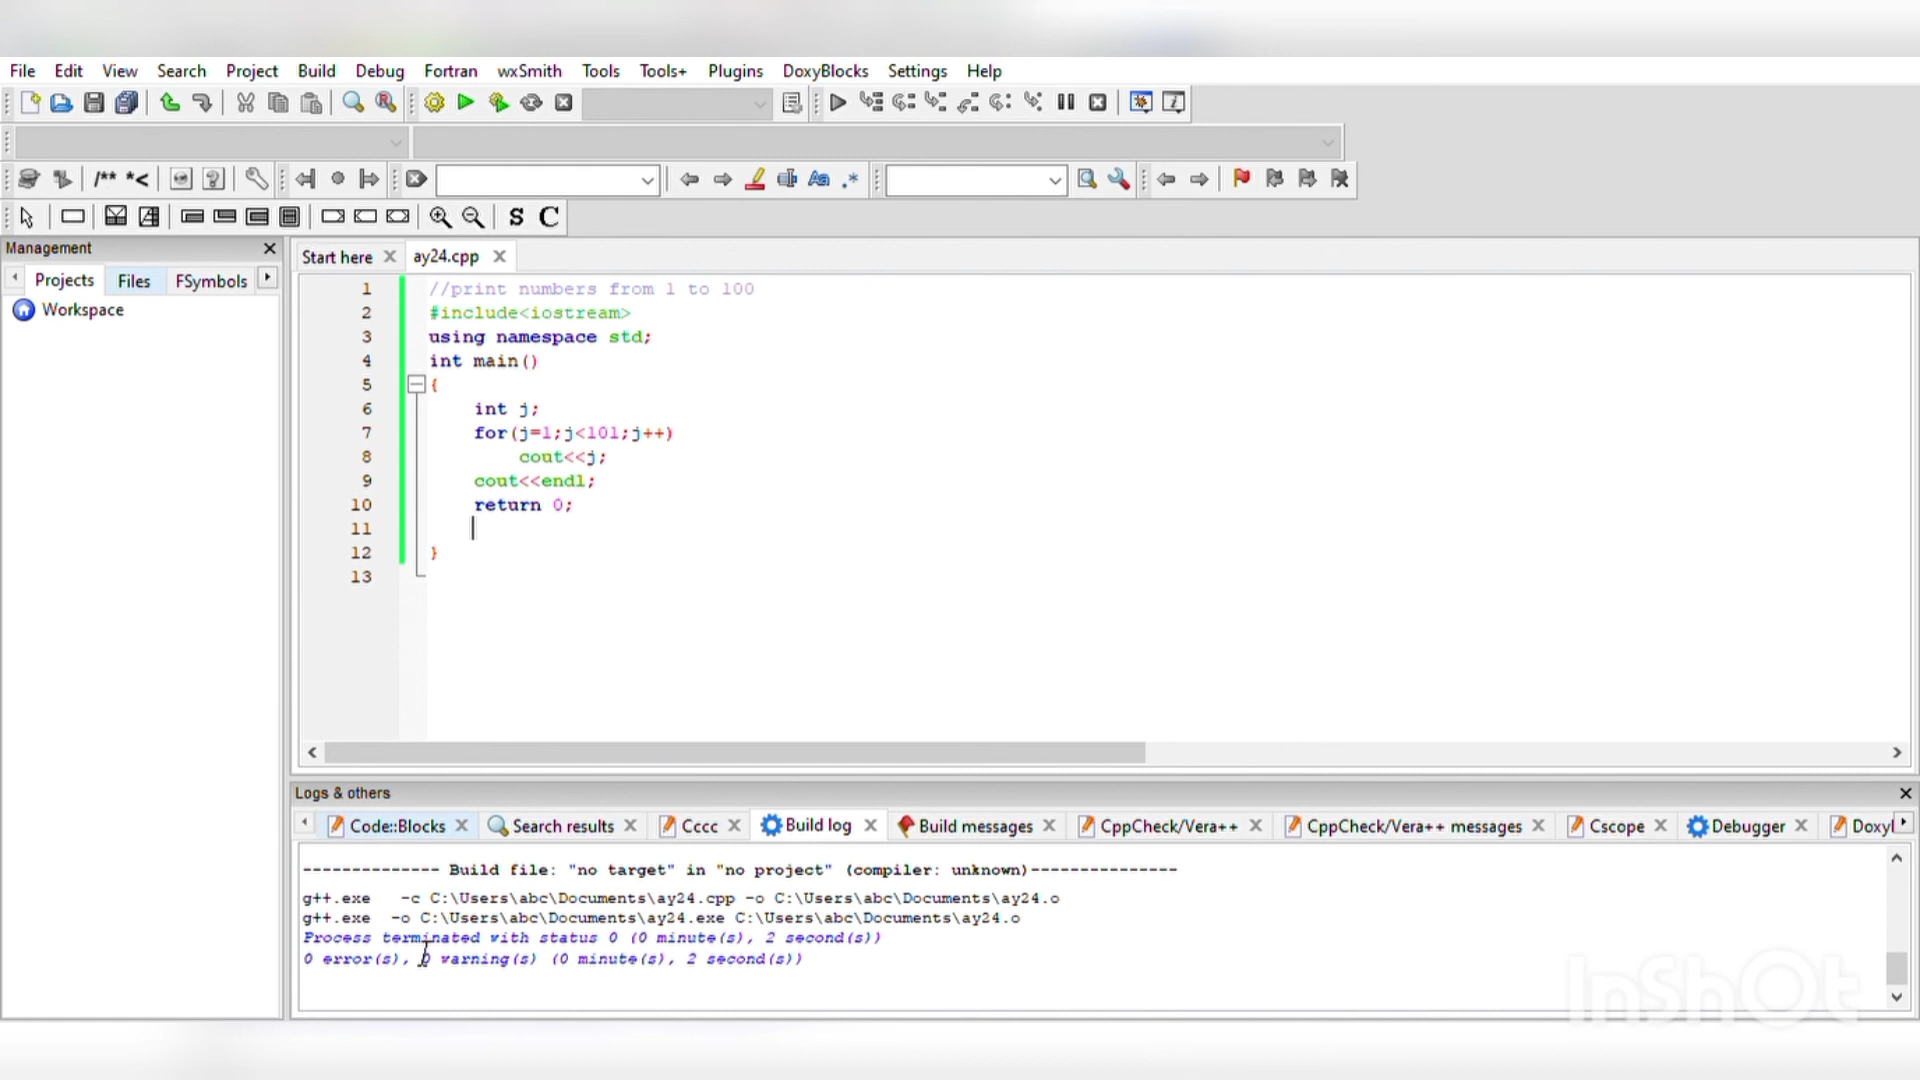 File Edit View Search Project Build Debug Fortran wxSmith Tools Tools+ Plugins DoxyBlocks Settings Help
/** *<
Aa .*
S C
Management
Start here ay24.cpp
Projects Files FSymbols
Workspace
1 //print numbers from 1 to 100
2 #include<iostream>
3 using namespace std;
4 int main()
5 {
6 int j;
7 for(j=1;j<101;j++)
8 cout<<j;
9 cout<<endl;
10 return 0;
11
12 }
13
Logs & others
Code::Blocks Search results Cccc Build log Build messages CppCheck/Vera++ CppCheck/Vera++ messages Cscope Debugger Doxyl
-------------- Build file: "no target" in "no project" (compiler: unknown)---------------
g++.exe -c C:\Users\abc\Documents\ay24.cpp -o C:\Users\abc\Documents\ay24.o
g++.exe -o C:\Users\abc\Documents\ay24.exe C:\Users\abc\Documents\ay24.o
Process terminated with status 0 (0 minute(s), 2 second(s))
0 error(s), 0 warning(s) (0 minute(s), 2 second(s))
InShOt